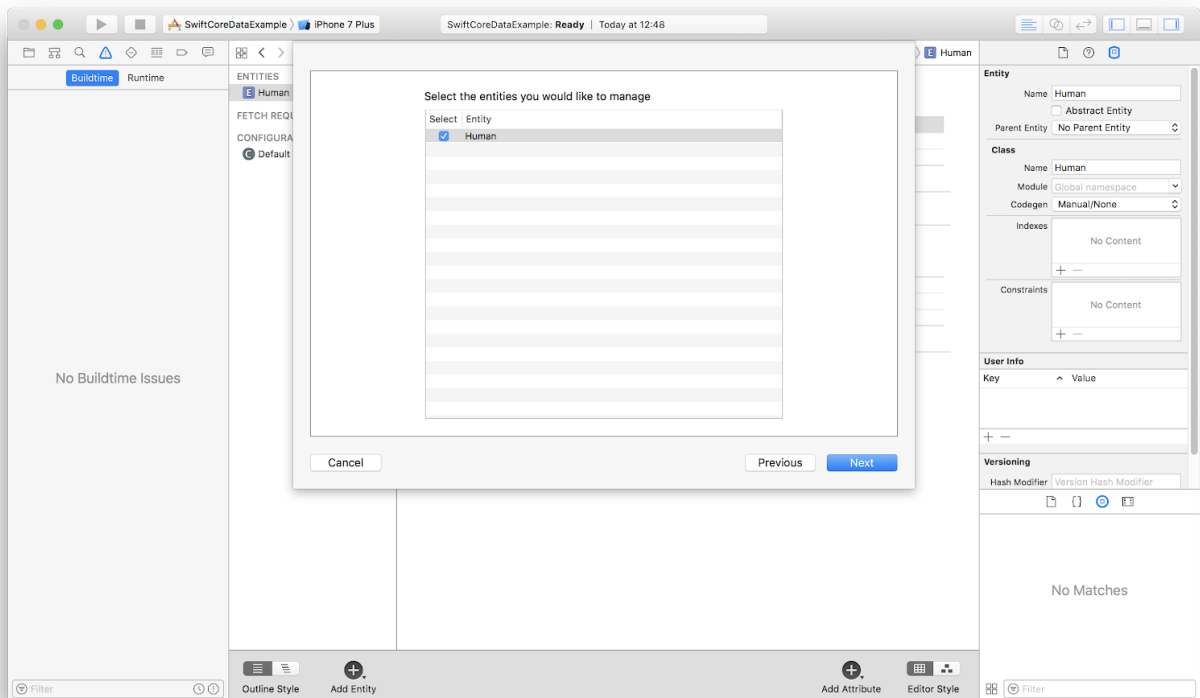 SwiftCoreDataExample iPhone 7 Plus
SwiftCoreDataExample: Ready | Today at 12:48
Human
Buildtime Runtime
No Buildtime Issues
Filter
ENTITIES
E Human
FETCH REQU
CONFIGURA
C Default
Select the entities you would like to manage
Select Entity
Human
Cancel
Previous
Next
Outline Style
Add Entity
Add Attribute
Editor Style
Entity
Name Human
Abstract Entity
Parent Entity No Parent Entity
Class
Name Human
Module Global namespace
Codegen Manual/None
Indexes
No Content
Constraints
No Content
User Info
Key Value
Versioning
Hash Modifier Version Hash Modifier
No Matches
Filter